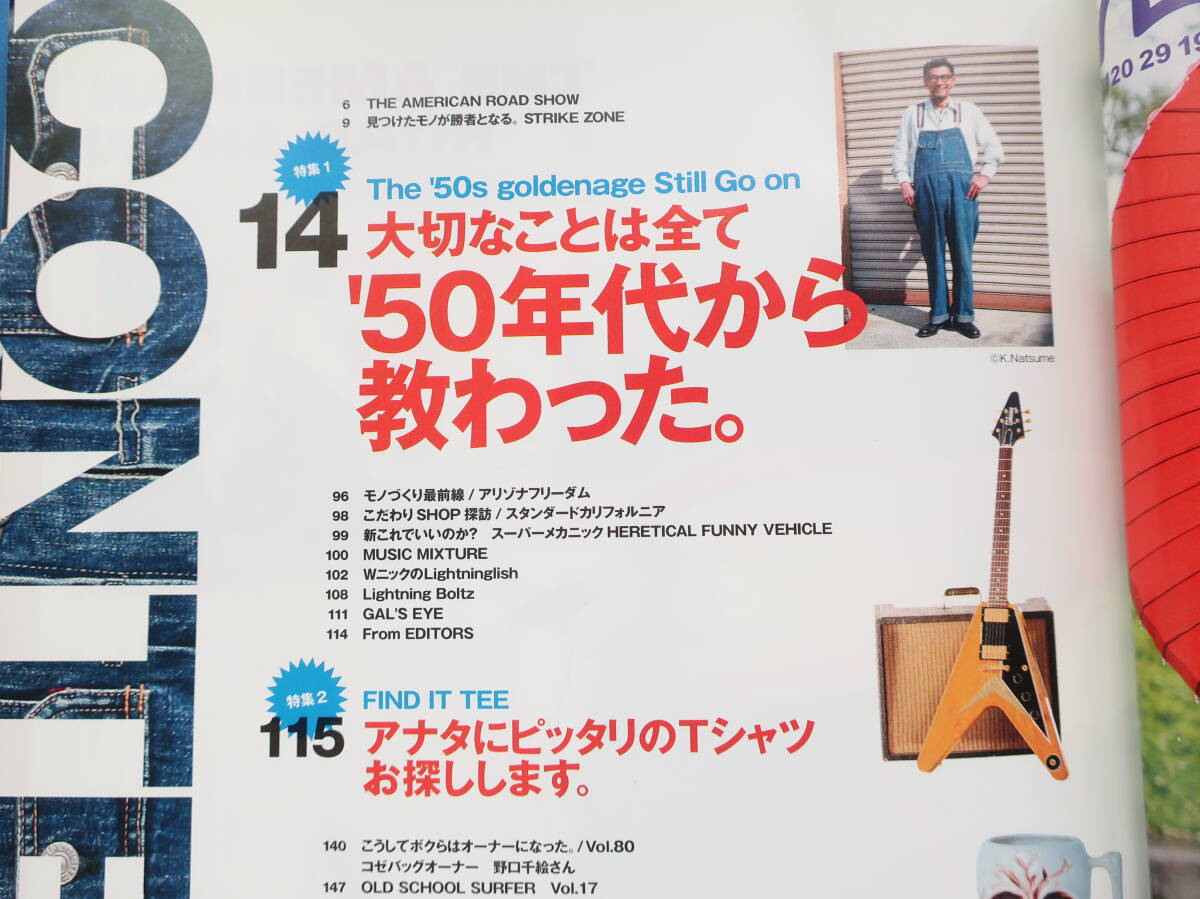 CONTE
6 THE AMERICAN ROAD SHOW
9 見つけたモノが勝者となる。STRIKE ZONE
特集1
14
The '50s goldenage Still Go on
大切なことは全て
'50年代から
教わった。
©K.Natsume
96 モノづくり最前線 / アリゾナフリーダム
98 こだわりSHOP探訪 / スタンダードカリフォルニア
99 新これでいいのか? スーパーメカニックHERETICAL FUNNY VEHICLE
100 MUSIC MIXTURE
102 WニックのLightninglish
108 Lightning Boltz
111 GAL'S EYE
114 From EDITORS
特集2
115
FIND IT TEE
アナタにピッタリのTシャツ
お探しします。
140 こうしてボクらはオーナーになった。/ Vol.80
コゼバッグオーナー 野口千絵さん
147 OLD SCHOOL SURFER Vol.17
20 29 19